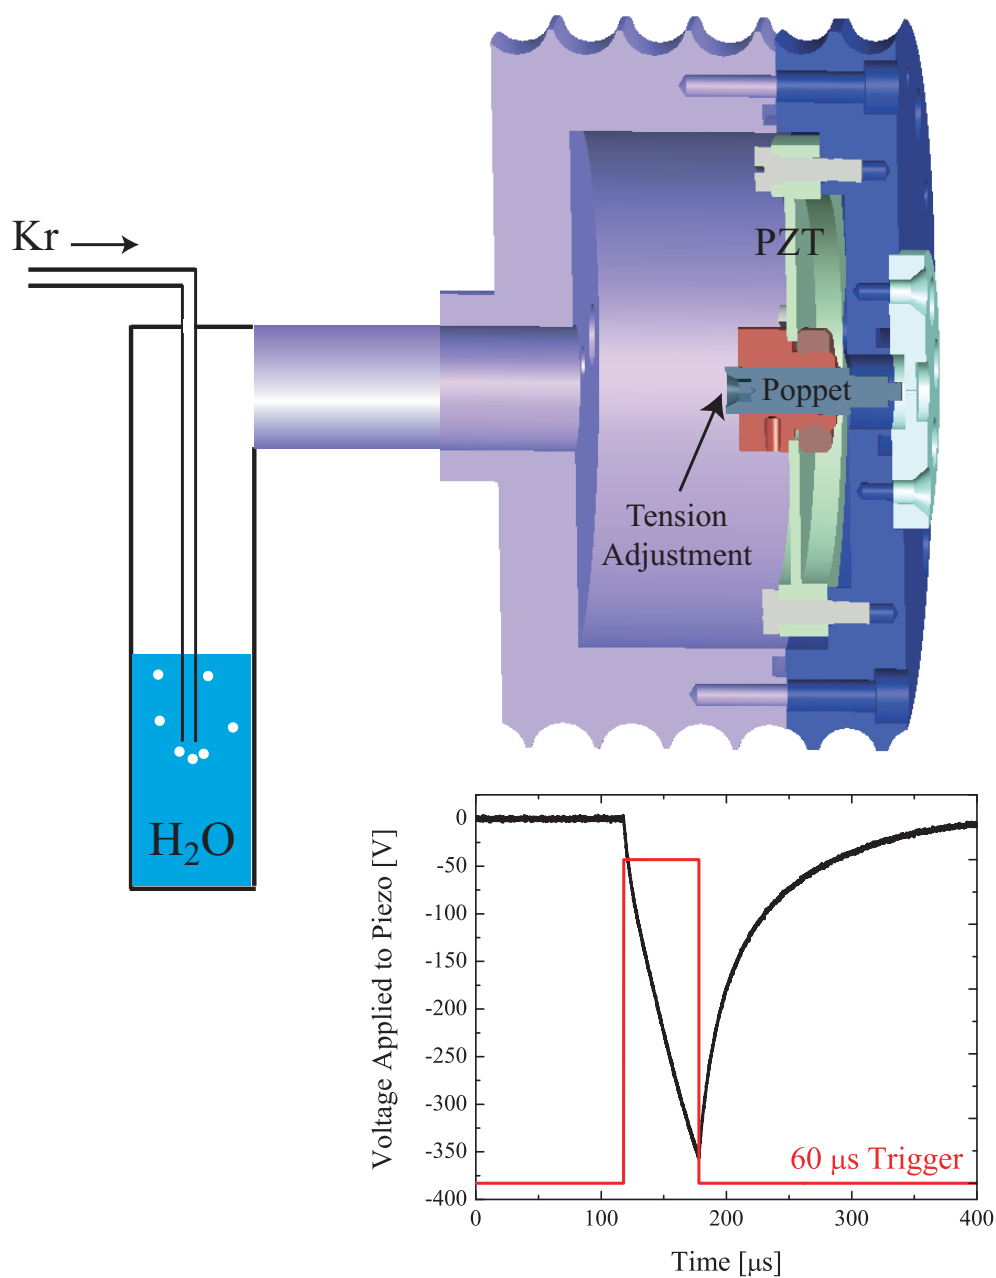 Kr
PZT
Poppet
Tension
Adjustment
H₂O
Voltage Applied to Piezo [V]
0
-50
-100
-150
-200
-250
-300
-350
-400
60 μs Trigger
0
100
200
300
400
Time [μs]